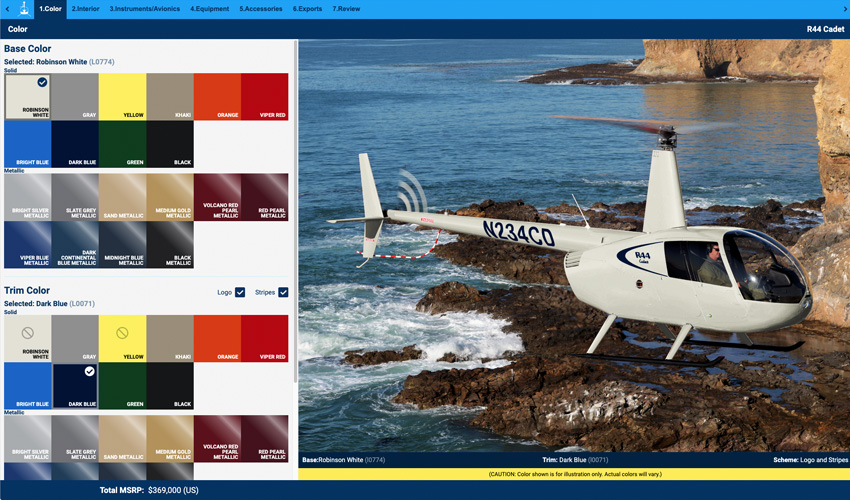 1.Color 2.Interior 3.Instruments/Avionics 4.Equipment 5.Accessories 6.Exports 7.Review
Color
R44 Cadet
Base Color
Selected: Robinson White (L0774)
Solid
ROBINSON WHITE
GRAY
YELLOW
KHAKI
ORANGE
VIPER RED
BRIGHT BLUE
DARK BLUE
GREEN
BLACK
Metallic
BRIGHT SILVER METALLIC
SLATE GREY METALLIC
SAND METALLIC
MEDIUM GOLD METALLIC
VOLCANO RED PEARL METALLIC
RED PEARL METALLIC
VIPER BLUE METALLIC
DARK CONTINENTAL BLUE METALLIC
MIDNIGHT BLUE METALLIC
BLACK METALLIC
Trim Color
Logo
Stripes
Selected: Dark Blue (L0071)
Solid
ROBINSON WHITE
GRAY
YELLOW
KHAKI
ORANGE
VIPER RED
BRIGHT BLUE
DARK BLUE
GREEN
BLACK
Metallic
BRIGHT SILVER METALLIC
SLATE GREY METALLIC
SAND METALLIC
MEDIUM GOLD METALLIC
VOLCANO RED PEARL METALLIC
RED PEARL METALLIC
Total MSRP: $369,000 (US)
N234CD
R44
Cadet
Base:Robinson White (l0774)
Trim: Dark Blue (l0071)
Scheme: Logo and Stripes
(CAUTION: Color shown is for illustration only. Actual colors will vary.)